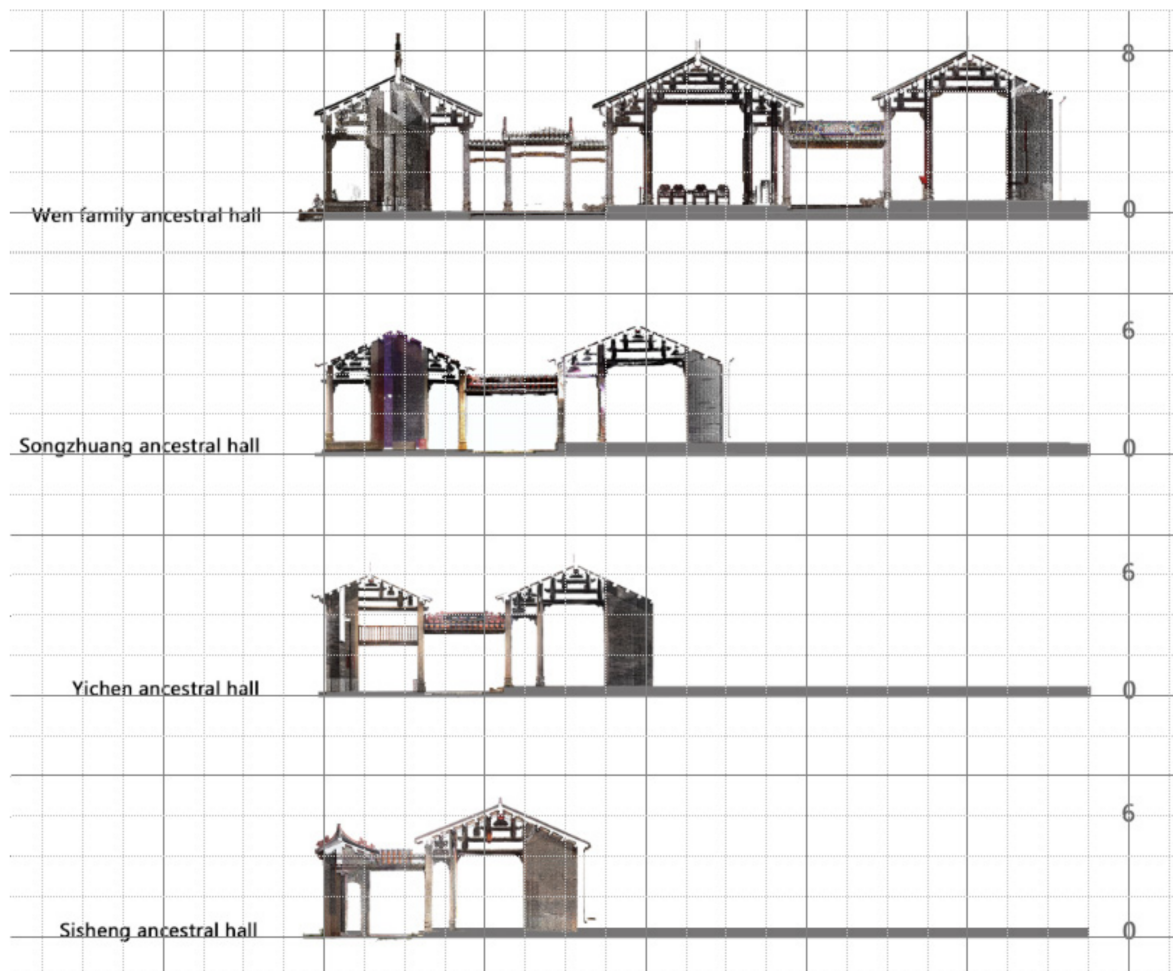 8
Wen family ancestral hall 0
6
Songzhuang ancestral hall 0
6
Yichen ancestral hall 0
6
Sisheng ancestral hall 0